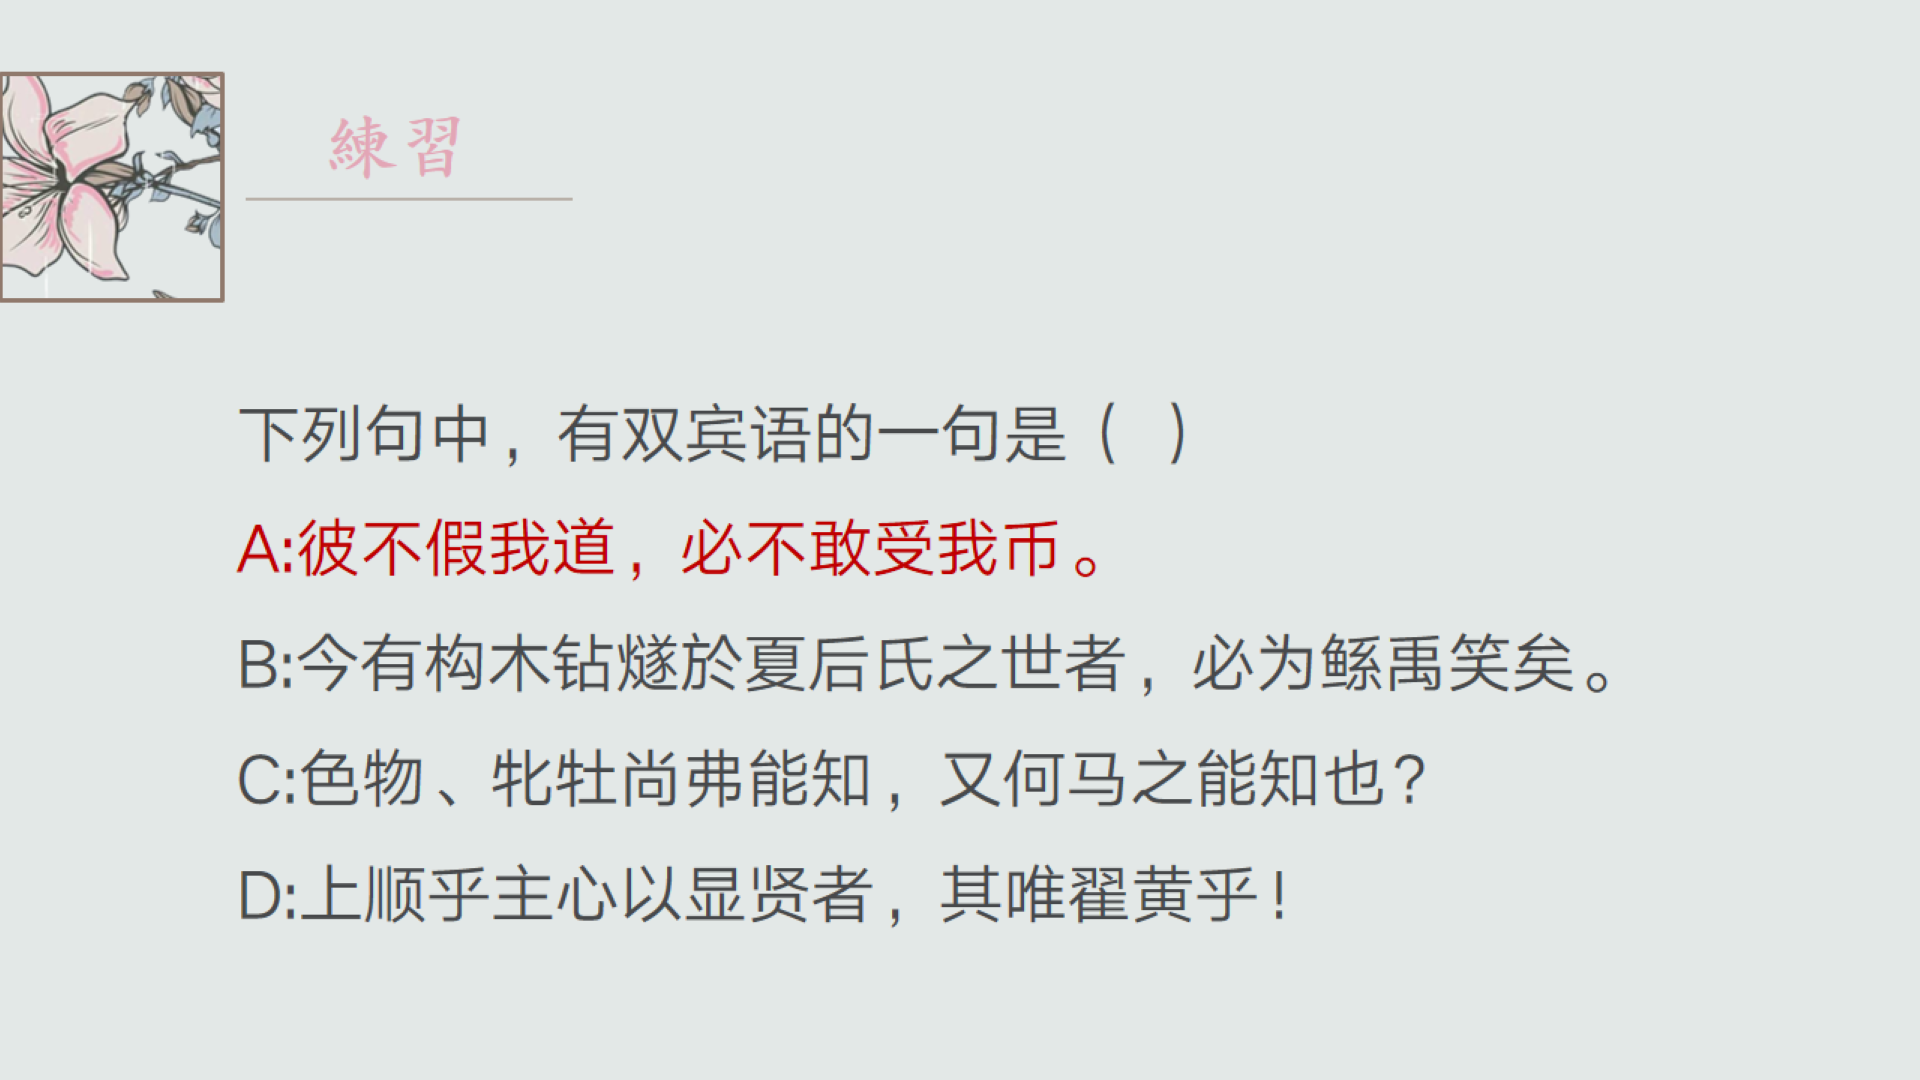 練習
下列句中，有双宾语的一句是（ ）
A:彼不假我道，必不敢受我币。
B:今有构木钻燧於夏后氏之世者，必为鲧禹笑矣。
C:色物、牝牡尚弗能知，又何马之能知也？
D:上顺乎主心以显贤者，其唯翟黄乎！